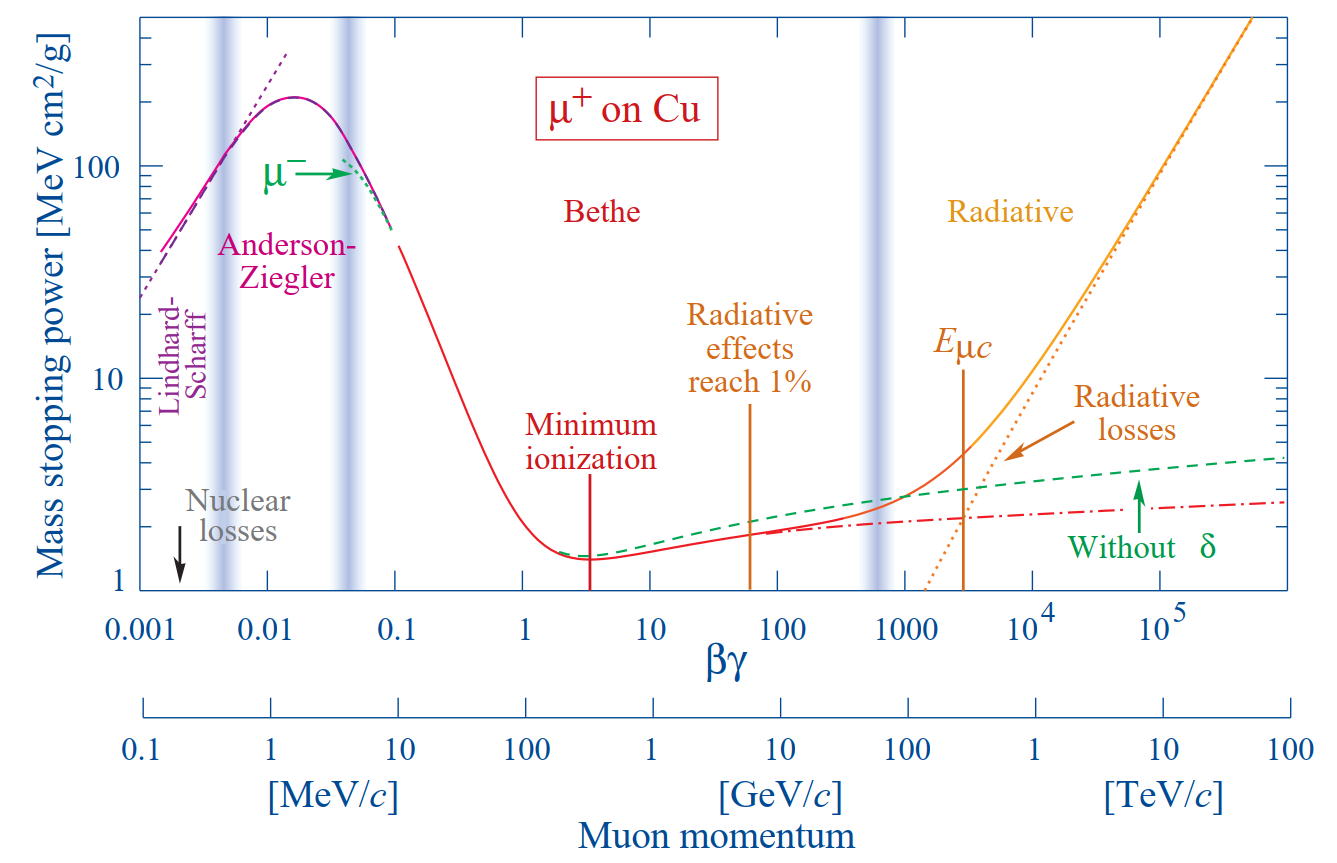 Mass stopping power [MeV cm²/g]
100
10
1
μ⁺ on Cu
μ⁻
Bethe
Radiative
Anderson-
Ziegler
Lindhard-
Scharff
Radiative
effects
reach 1%
Eμc
Radiative
losses
Minimum
ionization
Nuclear
losses
Without δ
0.001 0.01 0.1 1 10 100 1000 10⁴ 10⁵
βγ
0.1 1 10 100 1 10 100 1 10 100
[MeV/c] [GeV/c] [TeV/c]
Muon momentum